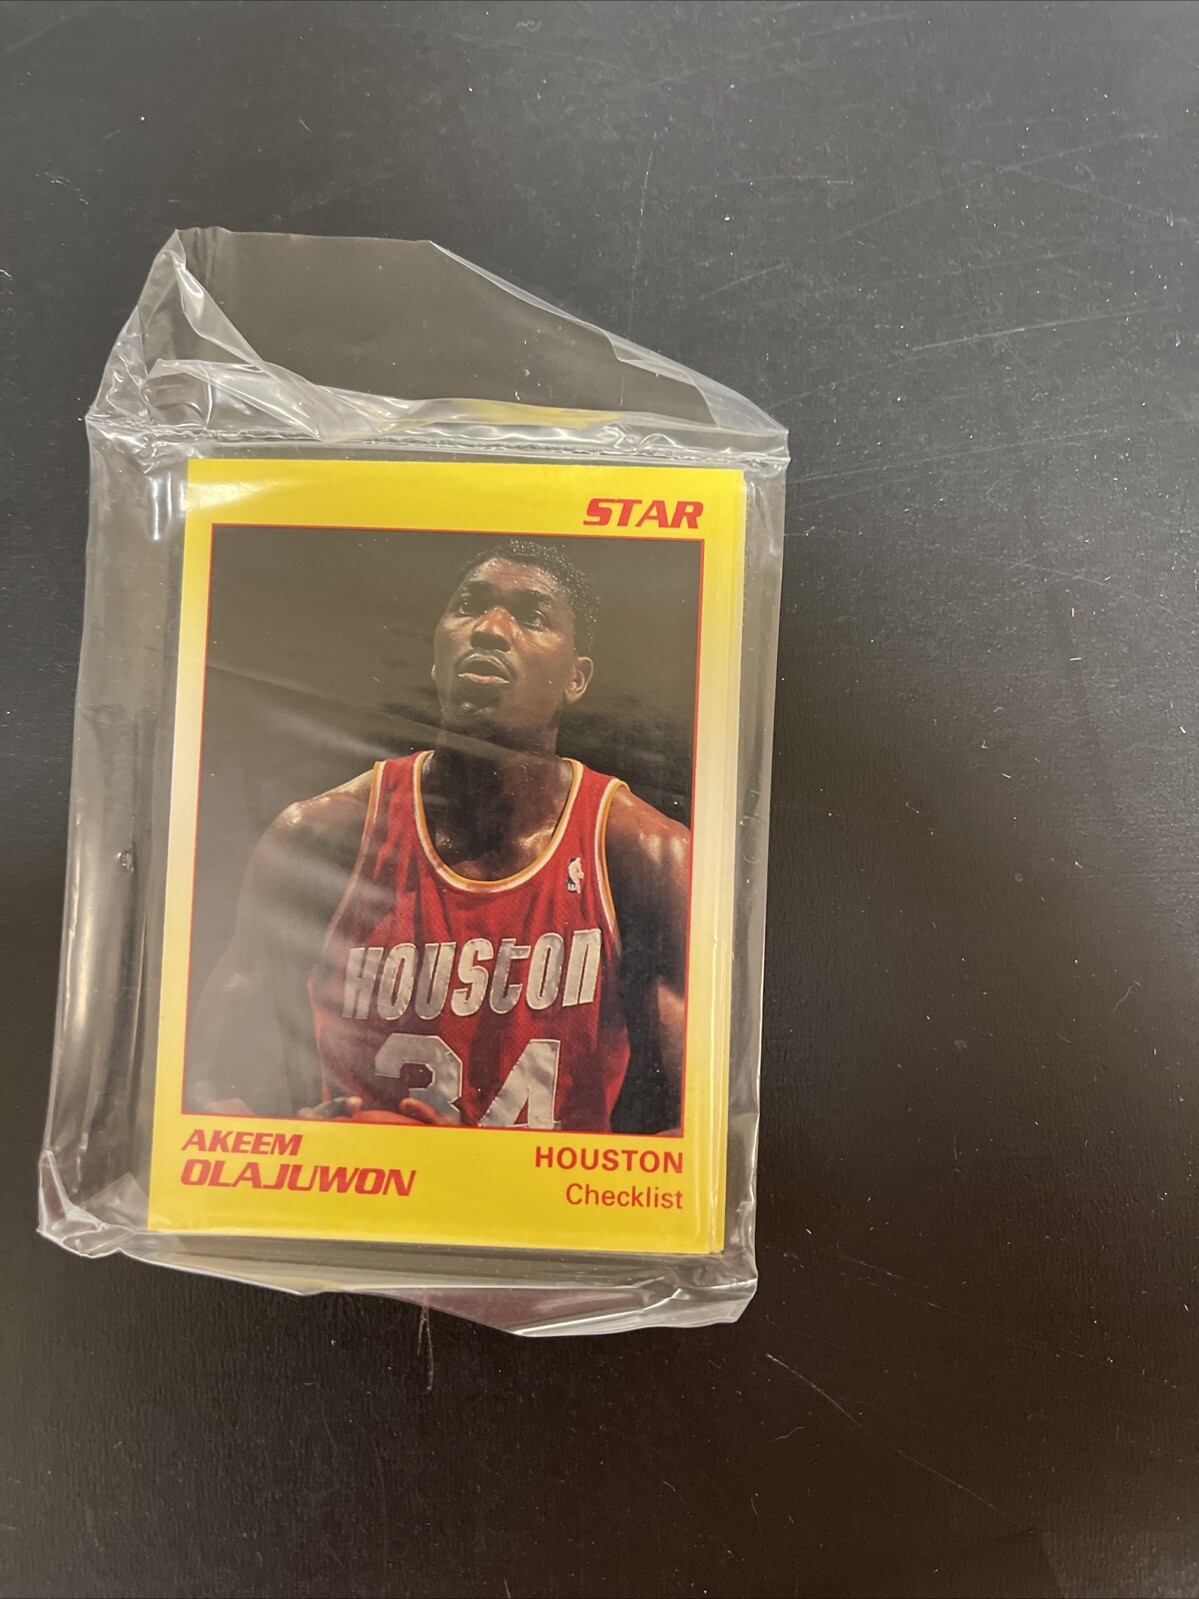 STAR
HOUSTON
34
AKEEM
OLAJUWON
HOUSTON
Checklist